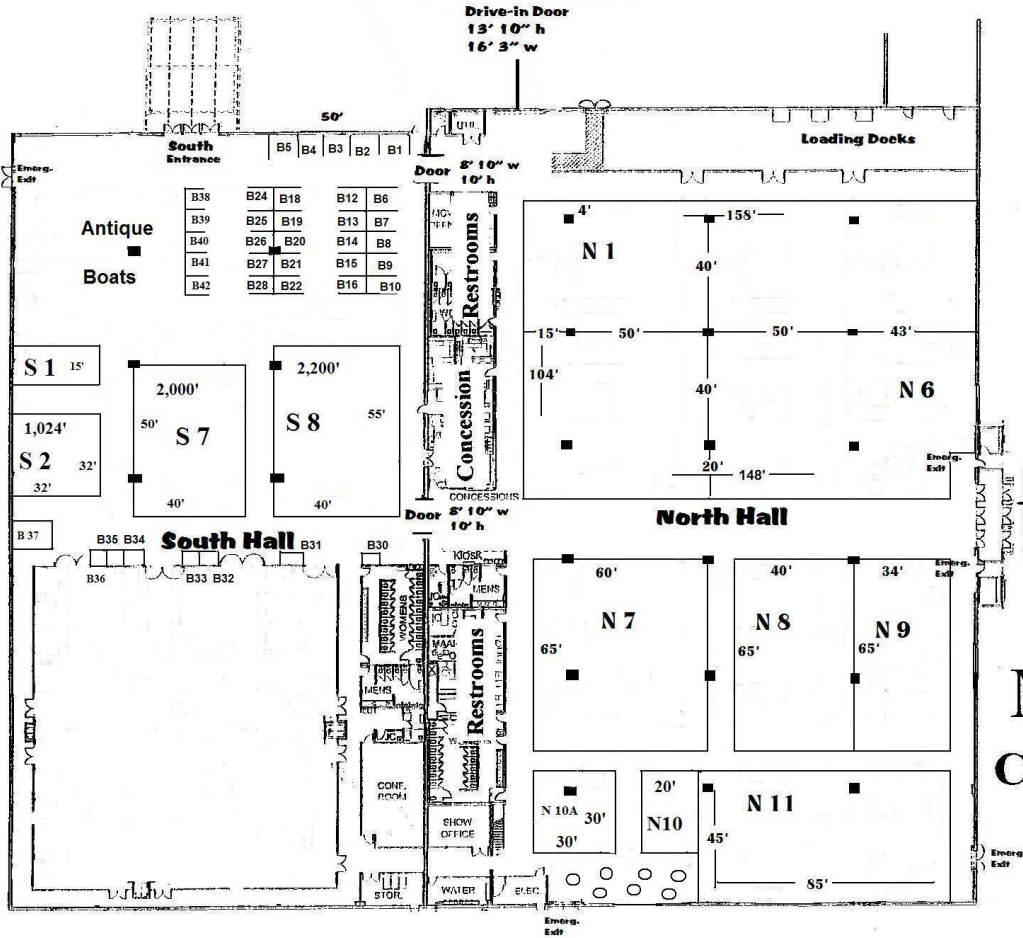 Drive-in Door
13' 10" h
16' 3" w
50'
South
Entrance
Emerg.
Exit
B5 B4 B3 B2 B1
Door
8' 10" w
10' h
Loading Docks
B38 B24 B18 B12 B6
B39 B25 B19 B13 B7
B40 B26 B20 B14 B8
B41 B27 B21 B15 B9
B42 B28 B22 B16 B10
Antique
Boats
Restrooms
Concession
N 1
4'
158'
40'
15' 50' 50' 43'
104'
40'
N 6
20'
148'
S 1 15'
2,000'
50'
S 7
40'
2,200'
55'
S 8
40'
1,024'
S 2
32'
32'
Emerg.
Exit
CONCESSIONS
Door
8' 10" w
10' h
North Hall
B 37
South Hall
B35 B34
B36
B33 B32
B31
B30
KIOSK
MENS
WOMENS
MENS
Restrooms
60'
N 7
65'
40'
N 8
65'
34'
N 9
65'
Emerg.
Exit
N
C
CONF.
ROOM
SHOW
OFFICE
STOR.
WATER
ELEC.
N 10A
30'
30'
20'
N10
N 11
45'
85'
Emerg.
Exit
Emerg.
Exit